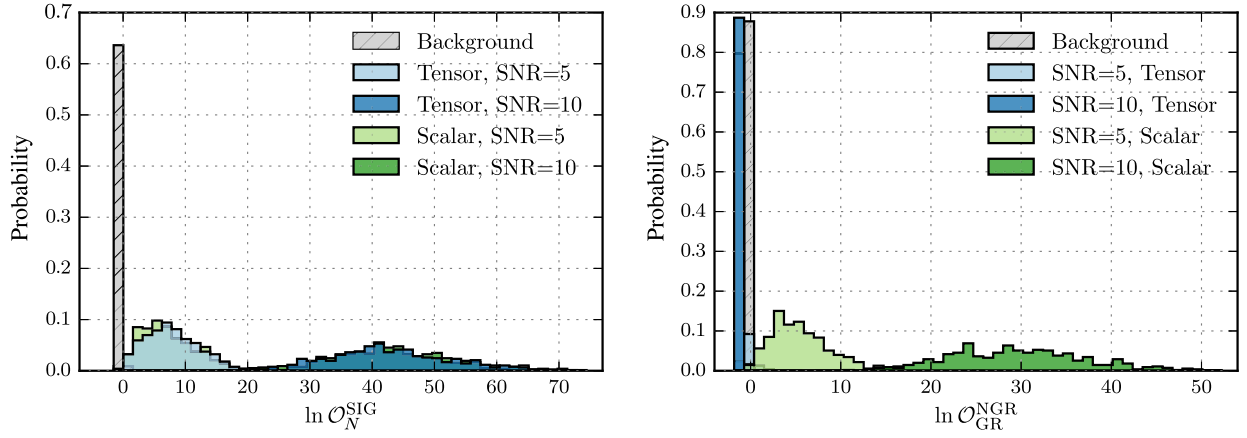 0.7
0.6
0.5
0.4
0.3
0.2
0.1
0.0
Probability
Background
Tensor, SNR=5
Tensor, SNR=10
Scalar, SNR=5
Scalar, SNR=10
0 10 20 30 40 50 60 70
ln O_N^SIG
0.9
0.8
0.7
0.6
0.5
0.4
0.3
0.2
0.1
0.0
Probability
Background
SNR=5, Tensor
SNR=10, Tensor
SNR=5, Scalar
SNR=10, Scalar
0 10 20 30 40 50
ln O_GR^NGR